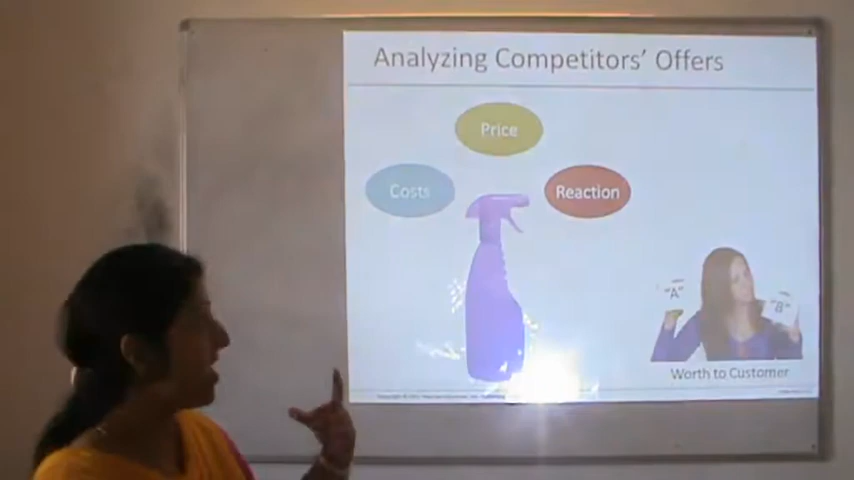 Analyzing Competitors' Offers
Price
Costs
Reaction
"A"
"B"
Worth to Customer